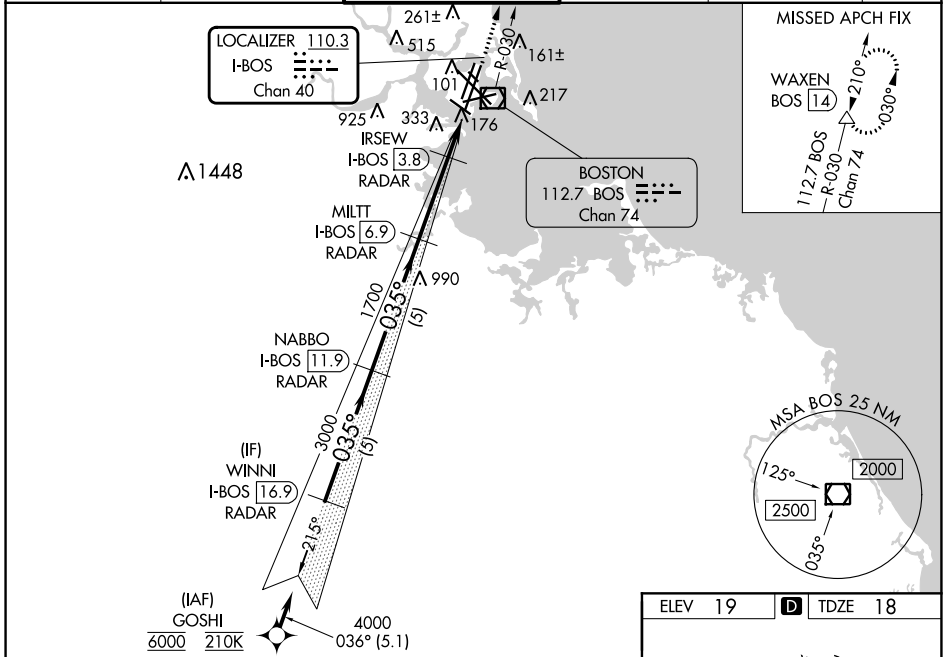 261±
515
161±
R-030
LOCALIZER 110.3
I-BOS
Chan 40
101
217
925
333
176
MISSED APCH FIX
WAXEN
BOS 14
210°
030°
112.7 BOS
R-030
Chan 74
IRSEW
I-BOS 3.8
RADAR
1448
BOSTON
112.7 BOS
Chan 74
MILTT
I-BOS 6.9
RADAR
990
1700
035°
(5)
NABBO
I-BOS 11.9
RADAR
3000
035°
(5)
(IF)
WINNI
I-BOS 16.9
RADAR
215°
MSA BOS 25 NM
125°
2000
2500
035°
(IAF)
GOSHI
6000 210K
4000
036° (5.1)
ELEV 19 D TDZE 18